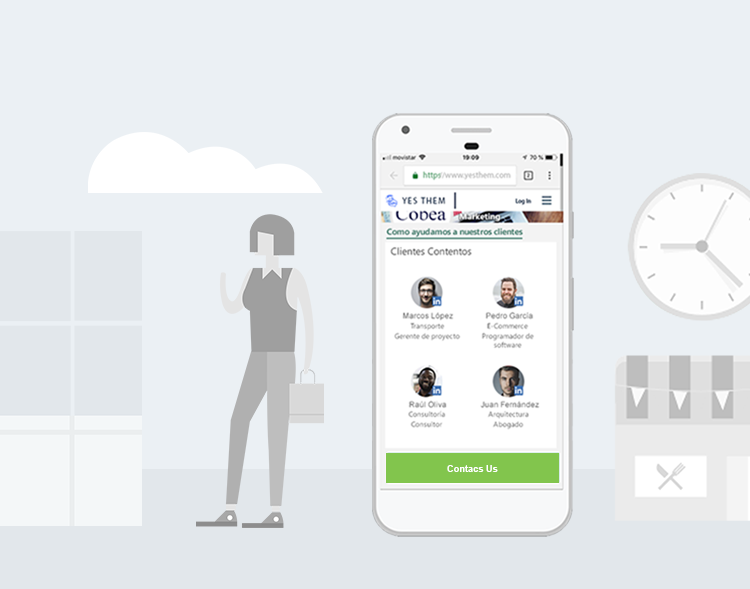 movistar 19:09 70 %
https://www.yesthem.com 2
YES THEM Log In
Cobea Marketing
Como ayudamos a nuestros clientes
Clientes Contentos
in in
Marcos López Pedro García
Transporte E-Commerce
Gerente de proyecto Programador de
software
in in
Raúl Oliva Juan Fernández
Consultoría Arquitectura
Consultor Abogado
Contacs Us